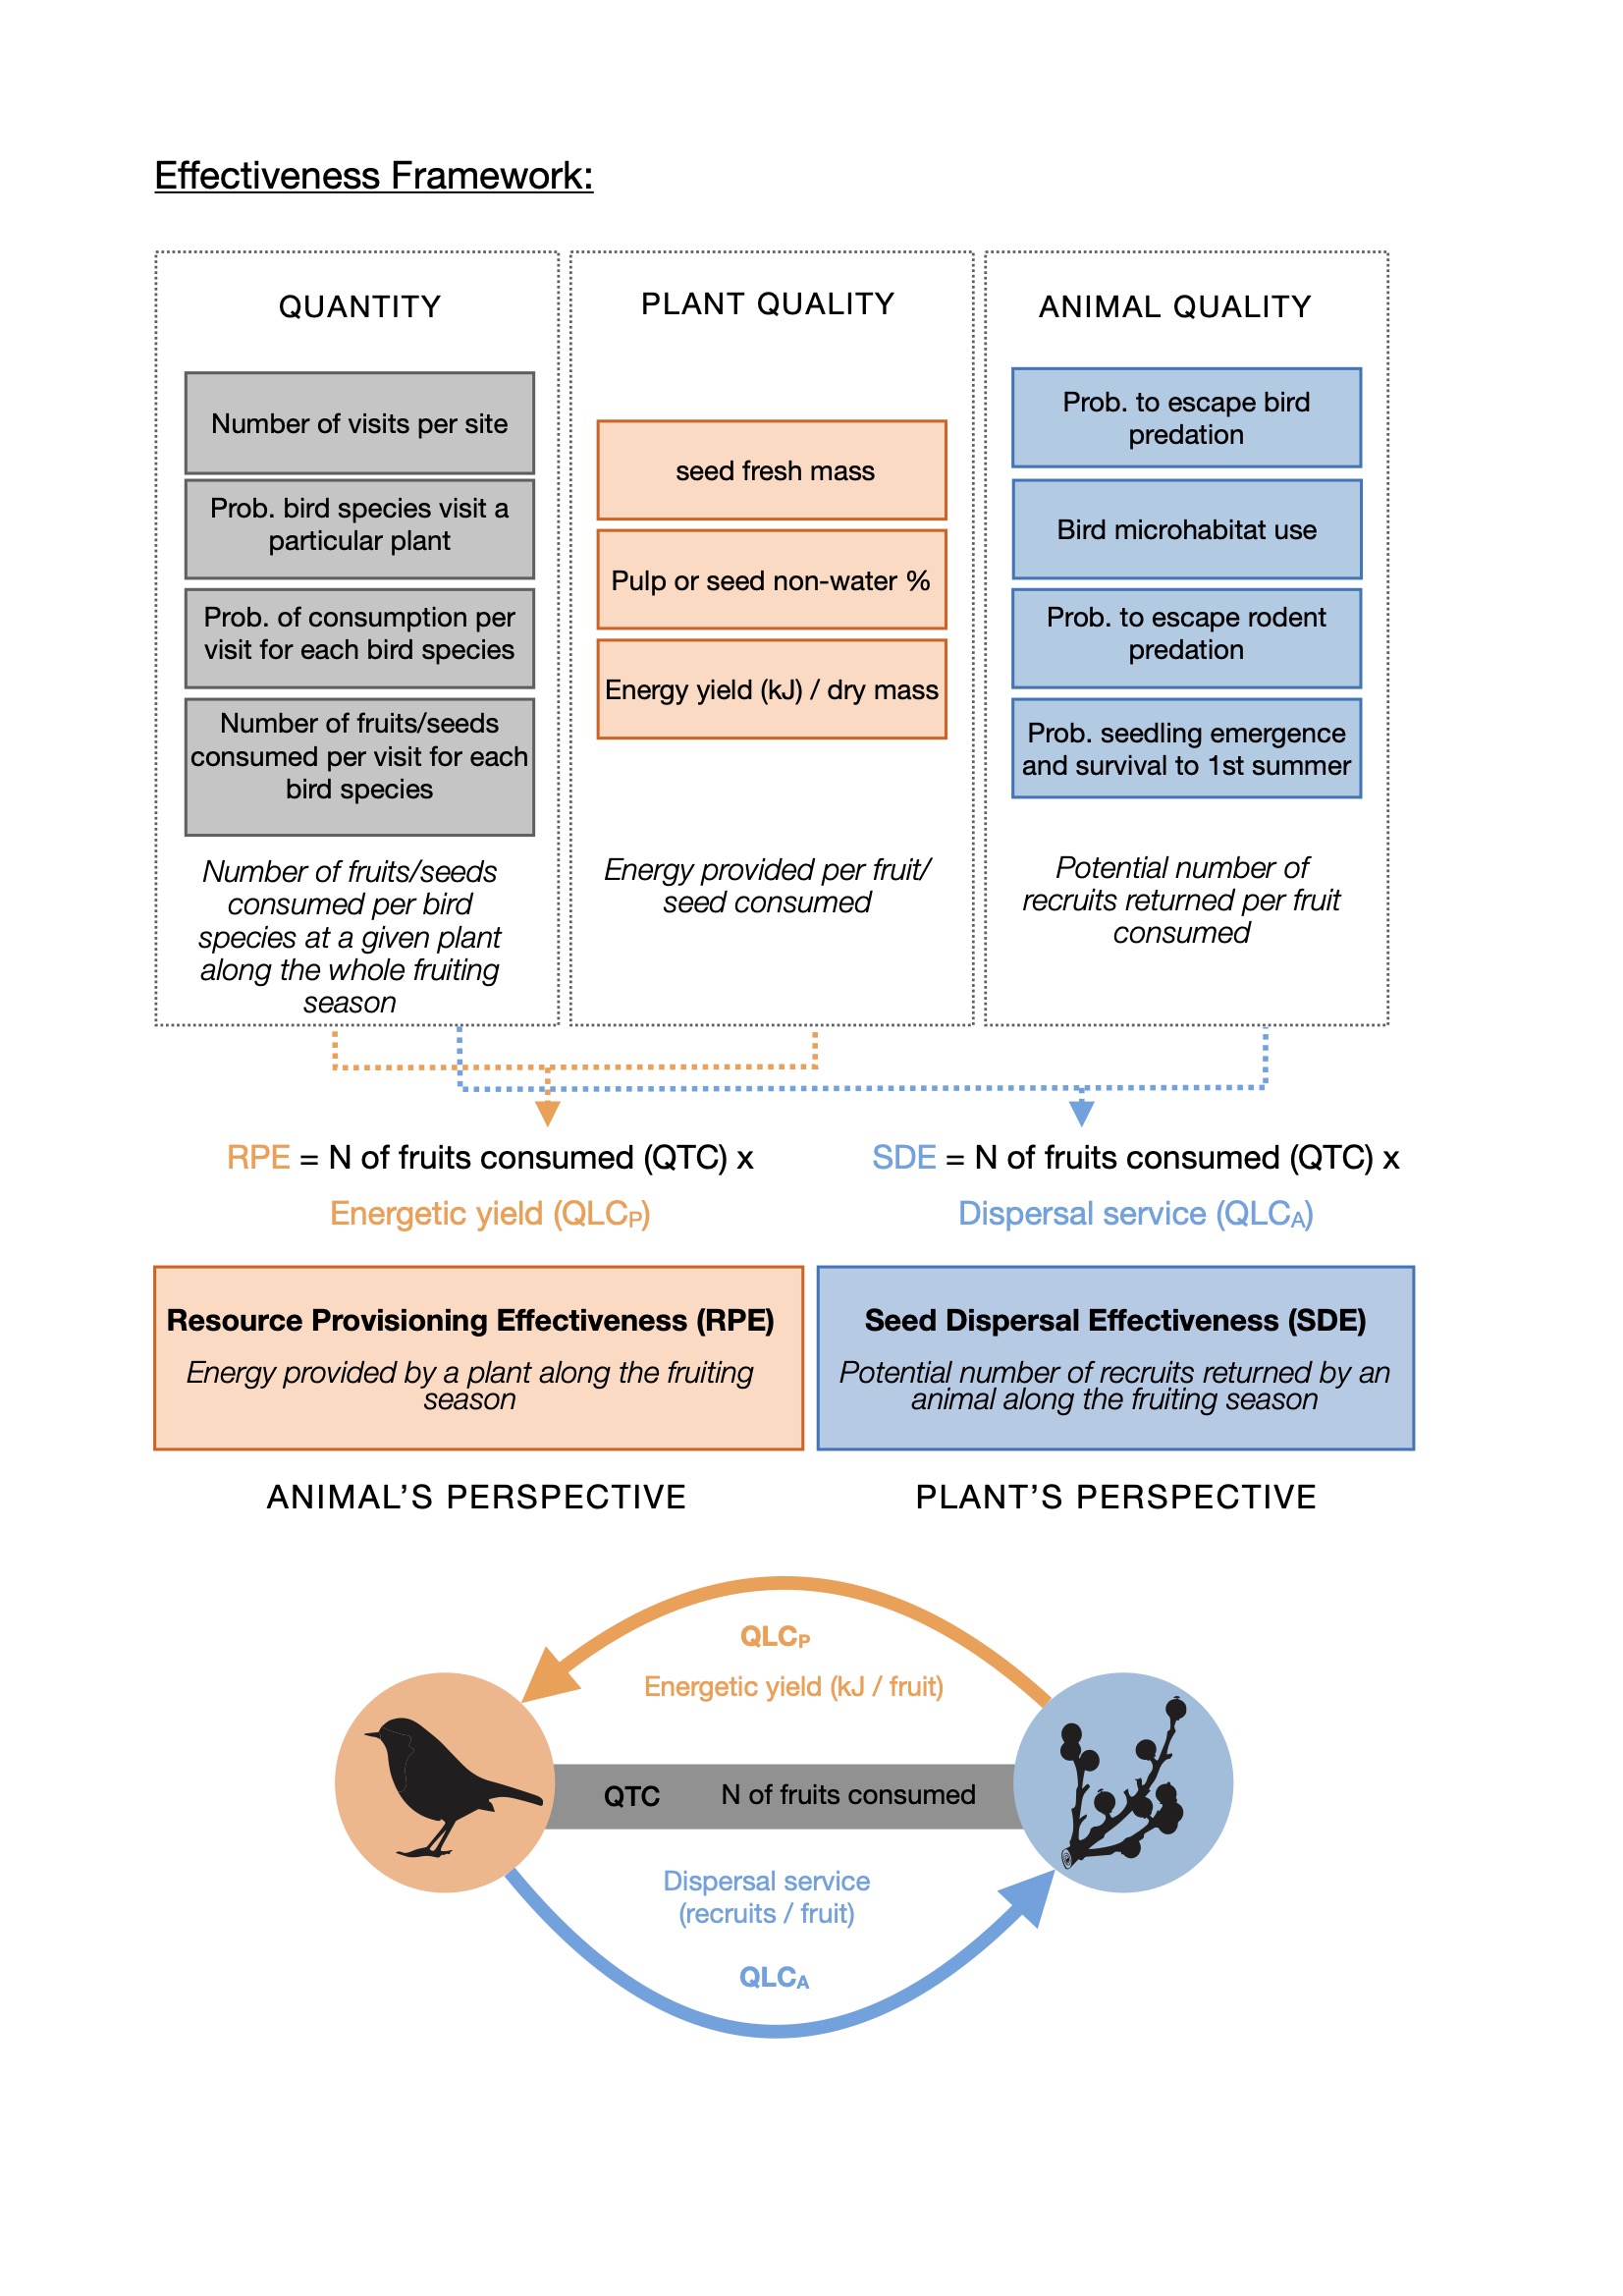 Effectiveness Framework:
QUANTITY
Number of visits per site
Prob. bird species visit a
particular plant
Prob. of consumption per
visit for each bird species
Number of fruits/seeds
consumed per visit for each
bird species
Number of fruits/seeds
consumed per bird
species at a given plant
along the whole fruiting
season
PLANT QUALITY
seed fresh mass
Pulp or seed non-water %
Energy yield (kJ) / dry mass
Energy provided per fruit/
seed consumed
ANIMAL QUALITY
Prob. to escape bird
predation
Bird microhabitat use
Prob. to escape rodent
predation
Prob. seedling emergence
and survival to 1st summer
Potential number of
recruits returned per fruit
consumed
RPE = N of fruits consumed (QTC) x
Energetic yield (QLCP)
SDE = N of fruits consumed (QTC) x
Dispersal service (QLCA)
Resource Provisioning Effectiveness (RPE)
Energy provided by a plant along the fruiting
season
Seed Dispersal Effectiveness (SDE)
Potential number of recruits returned by an
animal along the fruiting season
ANIMAL’S PERSPECTIVE
PLANT’S PERSPECTIVE
QLCP
Energetic yield (kJ / fruit)
QTC N of fruits consumed
Dispersal service
(recruits / fruit)
QLCA